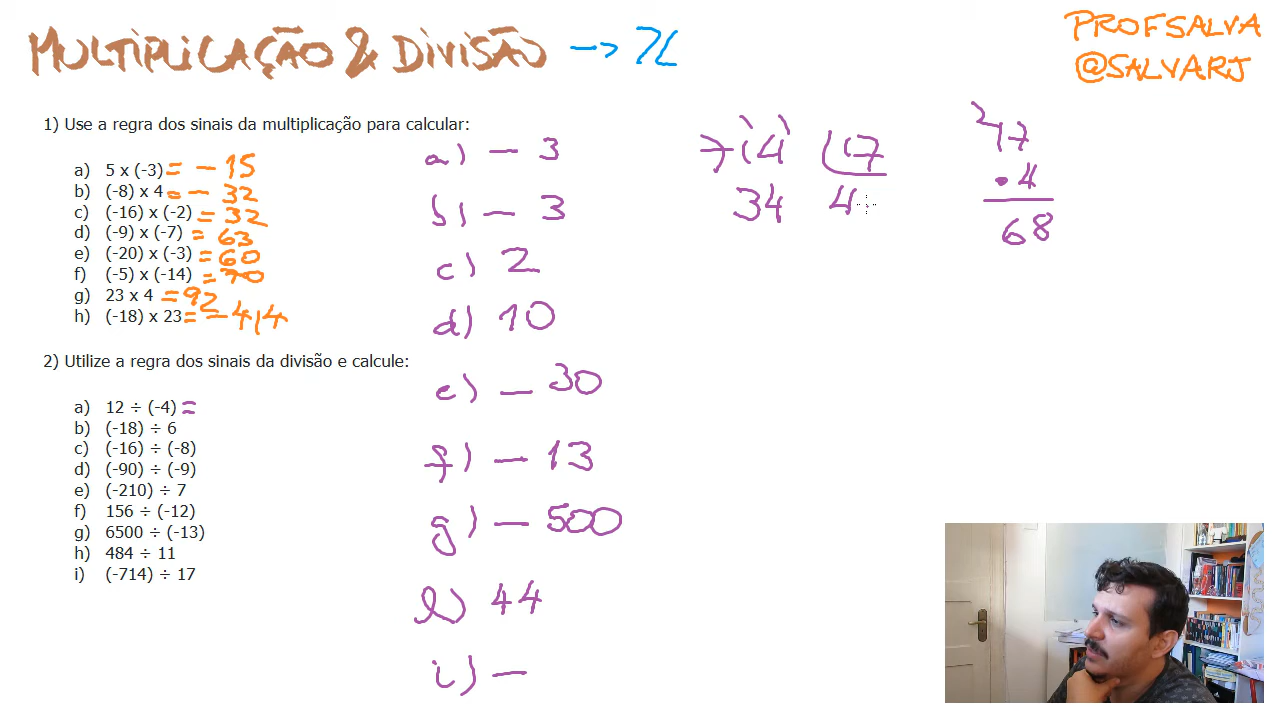 MULTIPLICAÇÃO & DIVISÃO → Z
PROFSALVA
@SALVARJ
1) Use a regra dos sinais da multiplicação para calcular:
a) 5 x (-3) = - 15
b) (-8) x 4 = - 32
c) (-16) x (-2) = 32
d) (-9) x (-7) = 63
e) (-20) x (-3) = 60
f) (-5) x (-14) = 70
g) 23 x 4 = 92
h) (-18) x 23 = - 414
2) Utilize a regra dos sinais da divisão e calcule:
a) 12 ÷ (-4) =
b) (-18) ÷ 6
c) (-16) ÷ (-8)
d) (-90) ÷ (-9)
e) (-210) ÷ 7
f) 156 ÷ (-12)
g) 6500 ÷ (-13)
h) 484 ÷ 11
i) (-714) ÷ 17
a) - 3
b) - 3
c) 2
d) 10
e) - 30
f) - 13
g) - 500
h) 44
i) -
714 17
34 4
2
17
. 4
68